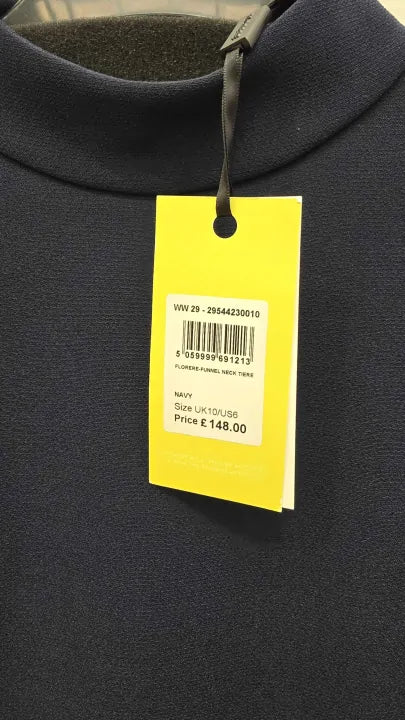 WW 29 - 29544230010
5 059999 691213
FLORERE-FUNNEL NECK TIERE
NAVY
Size UK10/US6
Price £ 148.00